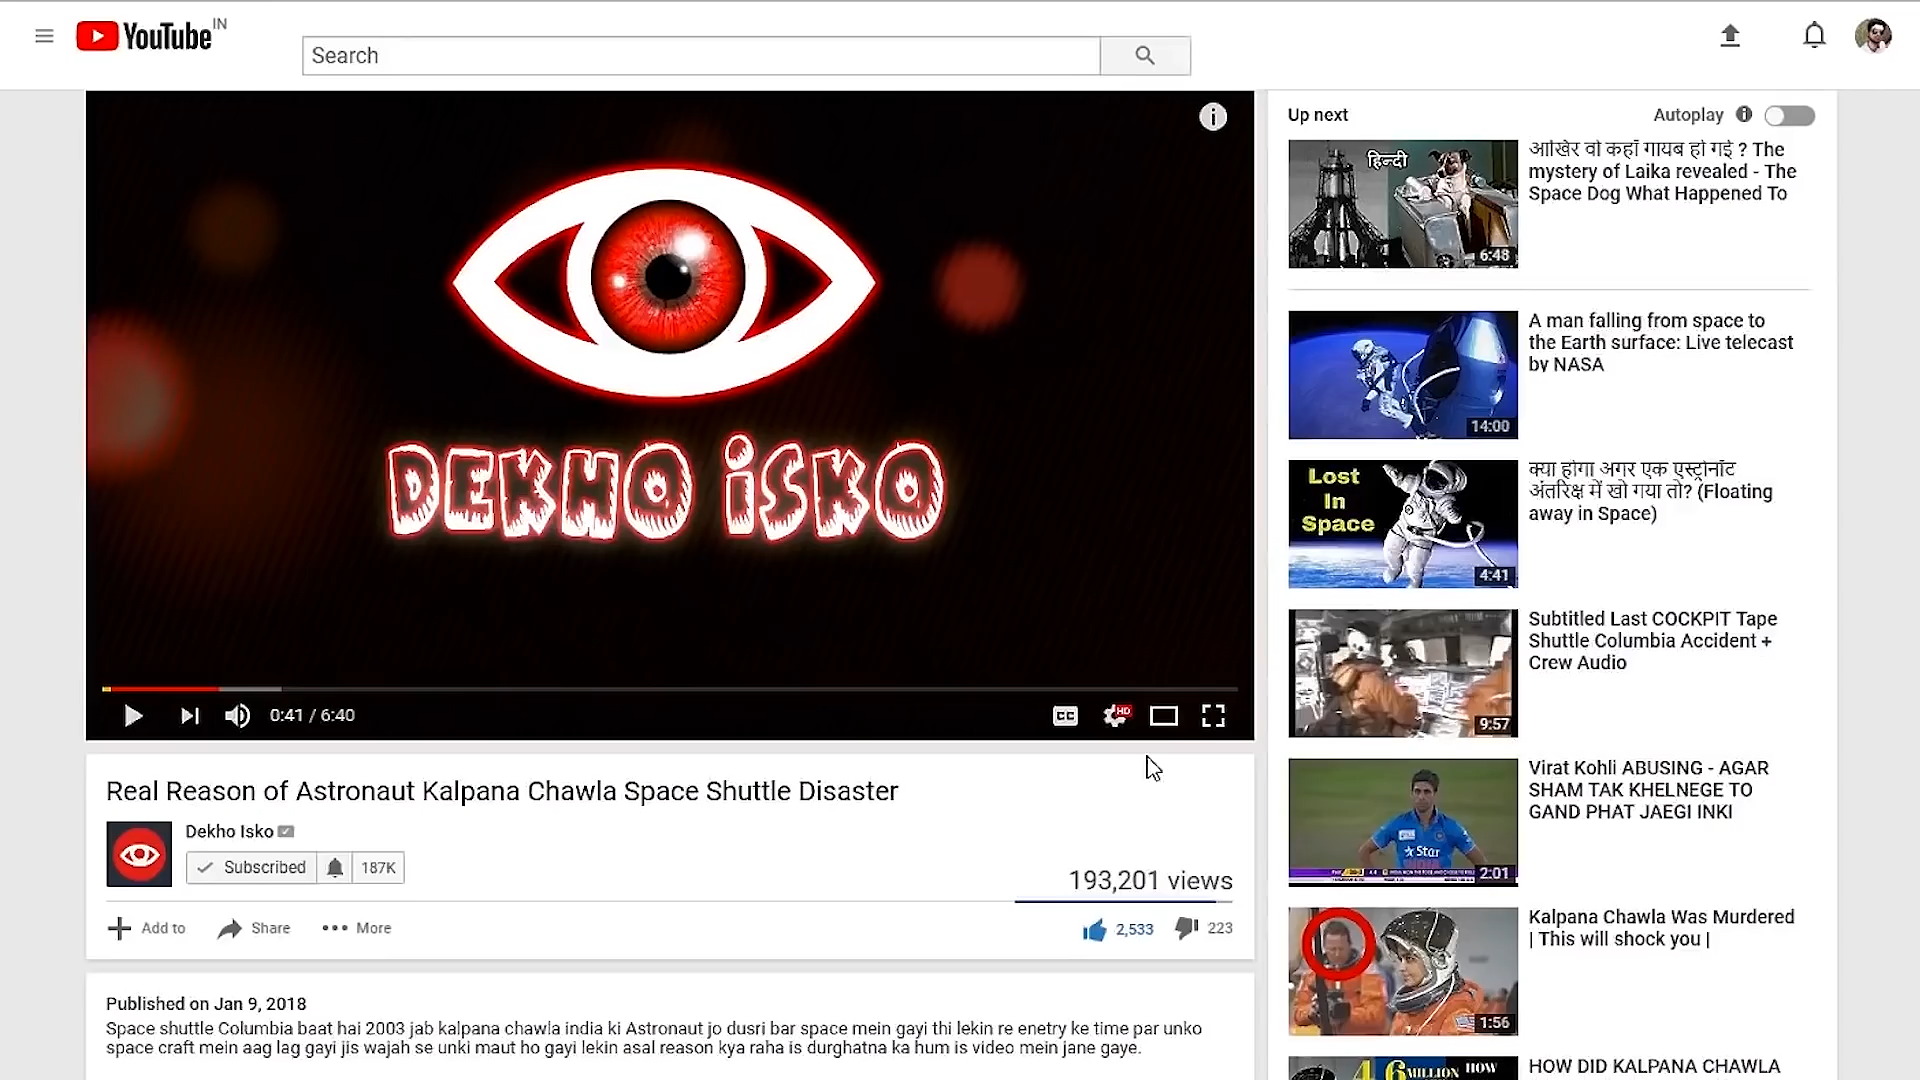 YouTube IN
Search
DEKHO ISKO
0:41 / 6:40
CC
HD
Real Reason of Astronaut Kalpana Chawla Space Shuttle Disaster
Dekho Isko
Subscribed
187K
193,201 views
Add to
Share
More
2,533
223
Published on Jan 9, 2018
Space shuttle Columbia baat hai 2003 jab kalpana chawla india ki Astronaut jo dusri bar space mein gayi thi lekin re enetry ke time par unko
space craft mein aag lag gayi jis wajah se unki maut ho gayi lekin asal reason kya raha is durghatna ka hum is video mein jane gaye.
Up next
Autoplay
हिन्दी
6:48
आखिर वो कहाँ गायब हो गई ? The
mystery of Laika revealed - The
Space Dog What Happened To
14:00
A man falling from space to
the Earth surface: Live telecast
by NASA
Lost
In
Space
4:41
क्या होगा अगर एक एस्ट्रोनॉट
अंतरिक्ष में खो गया तो? (Floating
away in Space)
9:57
Subtitled Last COCKPIT Tape
Shuttle Columbia Accident +
Crew Audio
Star
INDIA
2:01
Virat Kohli ABUSING - AGAR
SHAM TAK KHELNEGE TO
GAND PHAT JAEGI INKI
1:56
Kalpana Chawla Was Murdered
| This will shock you |
MILLION HOW
HOW DID KALPANA CHAWLA